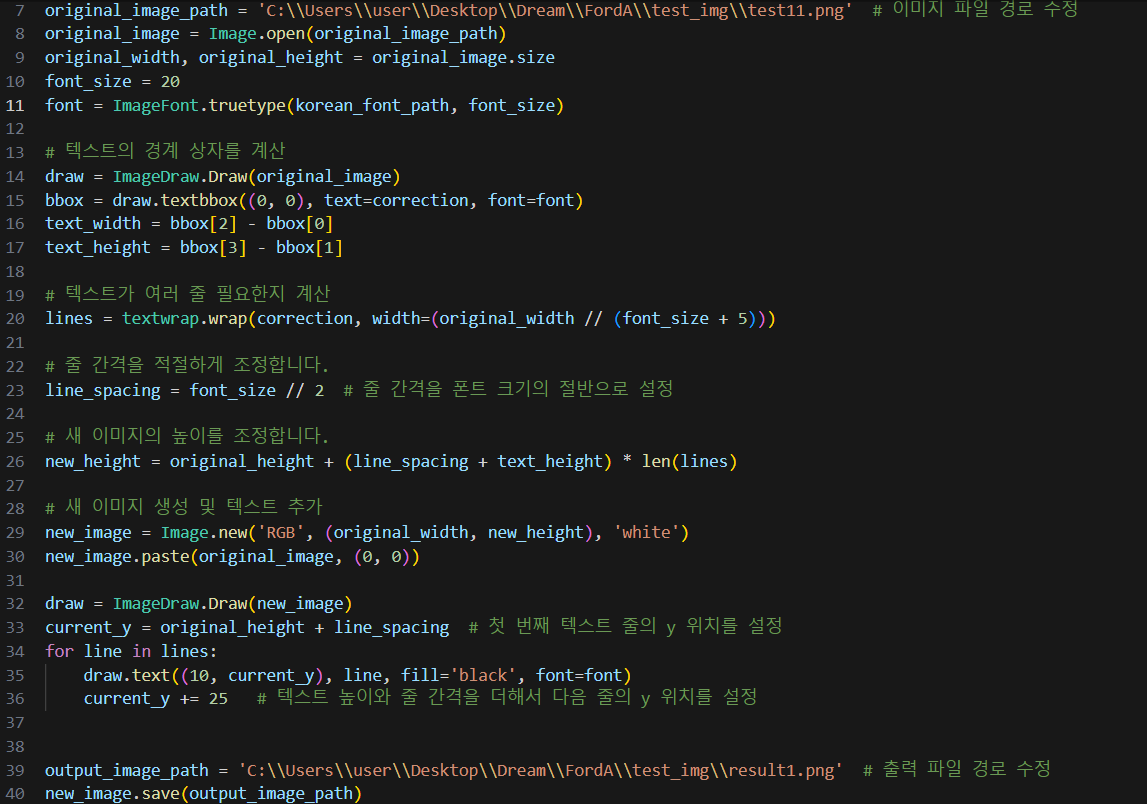 7 original_image_path = 'C:\\Users\\user\\Desktop\\Dream\\FordA\\test_img\\test11.png'  # 이미지 파일 경로 수정
8 original_image = Image.open(original_image_path)
9 original_width, original_height = original_image.size
10 font_size = 20
11 font = ImageFont.truetype(korean_font_path, font_size)
12
13 # 텍스트의 경계 상자를 계산
14 draw = ImageDraw.Draw(original_image)
15 bbox = draw.textbbox((0, 0), text=correction, font=font)
16 text_width = bbox[2] - bbox[0]
17 text_height = bbox[3] - bbox[1]
18
19 # 텍스트가 여러 줄 필요한지 계산
20 lines = textwrap.wrap(correction, width=(original_width // (font_size + 5)))
21
22 # 줄 간격을 적절하게 조정합니다.
23 line_spacing = font_size // 2  # 줄 간격을 폰트 크기의 절반으로 설정
24
25 # 새 이미지의 높이를 조정합니다.
26 new_height = original_height + (line_spacing + text_height) * len(lines)
27
28 # 새 이미지 생성 및 텍스트 추가
29 new_image = Image.new('RGB', (original_width, new_height), 'white')
30 new_image.paste(original_image, (0, 0))
31
32 draw = ImageDraw.Draw(new_image)
33 current_y = original_height + line_spacing  # 첫 번째 텍스트 줄의 y 위치를 설정
34 for line in lines:
35     draw.text((10, current_y), line, fill='black', font=font)
36     current_y += 25   # 텍스트 높이와 줄 간격을 더해서 다음 줄의 y 위치를 설정
37
38
39 output_image_path = 'C:\\Users\\user\\Desktop\\Dream\\FordA\\test_img\\result1.png'  # 출력 파일 경로 수정
40 new_image.save(output_image_path)